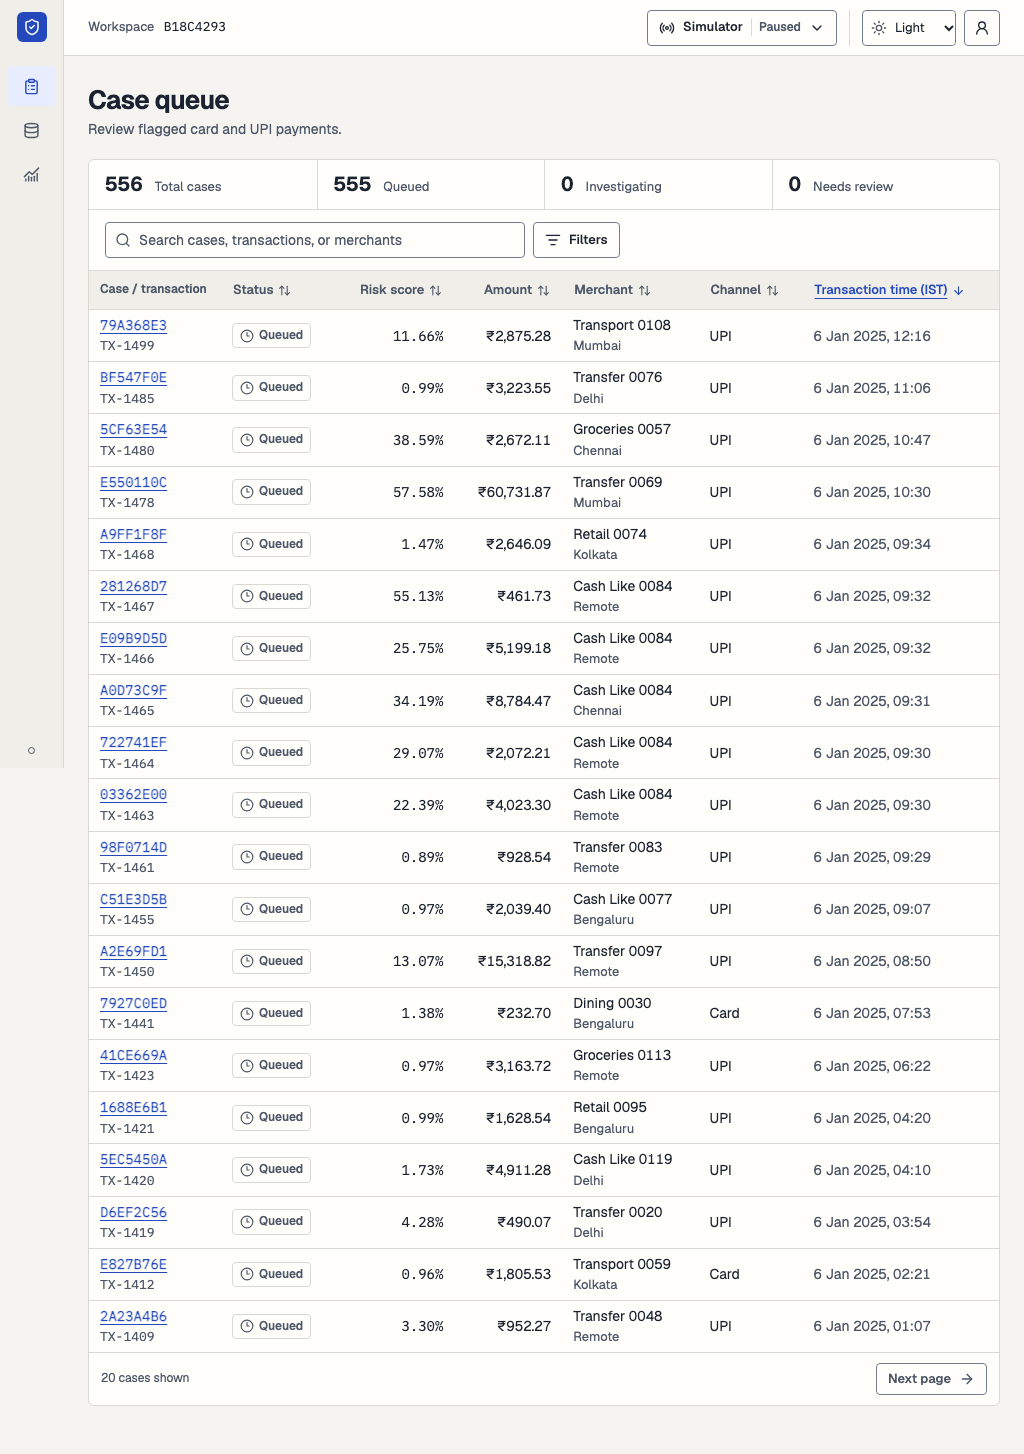 Workspace B18C4293
Simulator Paused
Light
Case queue
Review flagged card and UPI payments.
556 Total cases
555 Queued
0 Investigating
0 Needs review
Search cases, transactions, or merchants
Filters
Case / transaction Status Risk score Amount Merchant Channel Transaction time (IST)
79A368E3 Queued 11.66% ₹2,875.28 Transport 0108 UPI 6 Jan 2025, 12:16
TX-1499 Mumbai
BF547F0E Queued 0.99% ₹3,223.55 Transfer 0076 UPI 6 Jan 2025, 11:06
TX-1485 Delhi
5CF63E54 Queued 38.59% ₹2,672.11 Groceries 0057 UPI 6 Jan 2025, 10:47
TX-1480 Chennai
E550110C Queued 57.58% ₹60,731.87 Transfer 0069 UPI 6 Jan 2025, 10:30
TX-1478 Mumbai
A9FF1F8F Queued 1.47% ₹2,646.09 Retail 0074 UPI 6 Jan 2025, 09:34
TX-1468 Kolkata
281268D7 Queued 55.13% ₹461.73 Cash Like 0084 UPI 6 Jan 2025, 09:32
TX-1467 Remote
E09B9D5D Queued 25.75% ₹5,199.18 Cash Like 0084 UPI 6 Jan 2025, 09:32
TX-1466 Remote
A0D73C9F Queued 34.19% ₹8,784.47 Cash Like 0084 UPI 6 Jan 2025, 09:31
TX-1465 Chennai
722741EF Queued 29.07% ₹2,072.21 Cash Like 0084 UPI 6 Jan 2025, 09:30
TX-1464 Remote
03362E00 Queued 22.39% ₹4,023.30 Cash Like 0084 UPI 6 Jan 2025, 09:30
TX-1463 Remote
98F0714D Queued 0.89% ₹928.54 Transfer 0083 UPI 6 Jan 2025, 09:29
TX-1461 Remote
C51E3D5B Queued 0.97% ₹2,039.40 Cash Like 0077 UPI 6 Jan 2025, 09:07
TX-1455 Bengaluru
A2E69FD1 Queued 13.07% ₹15,318.82 Transfer 0097 UPI 6 Jan 2025, 08:50
TX-1450 Remote
7927C0ED Queued 1.38% ₹232.70 Dining 0030 Card 6 Jan 2025, 07:53
TX-1441 Bengaluru
41CE669A Queued 0.97% ₹3,163.72 Groceries 0113 UPI 6 Jan 2025, 06:22
TX-1423 Remote
1688E6B1 Queued 0.99% ₹1,628.54 Retail 0095 UPI 6 Jan 2025, 04:20
TX-1421 Bengaluru
5EC5450A Queued 1.73% ₹4,911.28 Cash Like 0119 UPI 6 Jan 2025, 04:10
TX-1420 Delhi
D6EF2C56 Queued 4.28% ₹490.07 Transfer 0020 UPI 6 Jan 2025, 03:54
TX-1419 Delhi
E827B76E Queued 0.96% ₹1,805.53 Transport 0059 Card 6 Jan 2025, 02:21
TX-1412 Kolkata
2A23A4B6 Queued 3.30% ₹952.27 Transfer 0048 UPI 6 Jan 2025, 01:07
TX-1409 Remote
20 cases shown
Next page